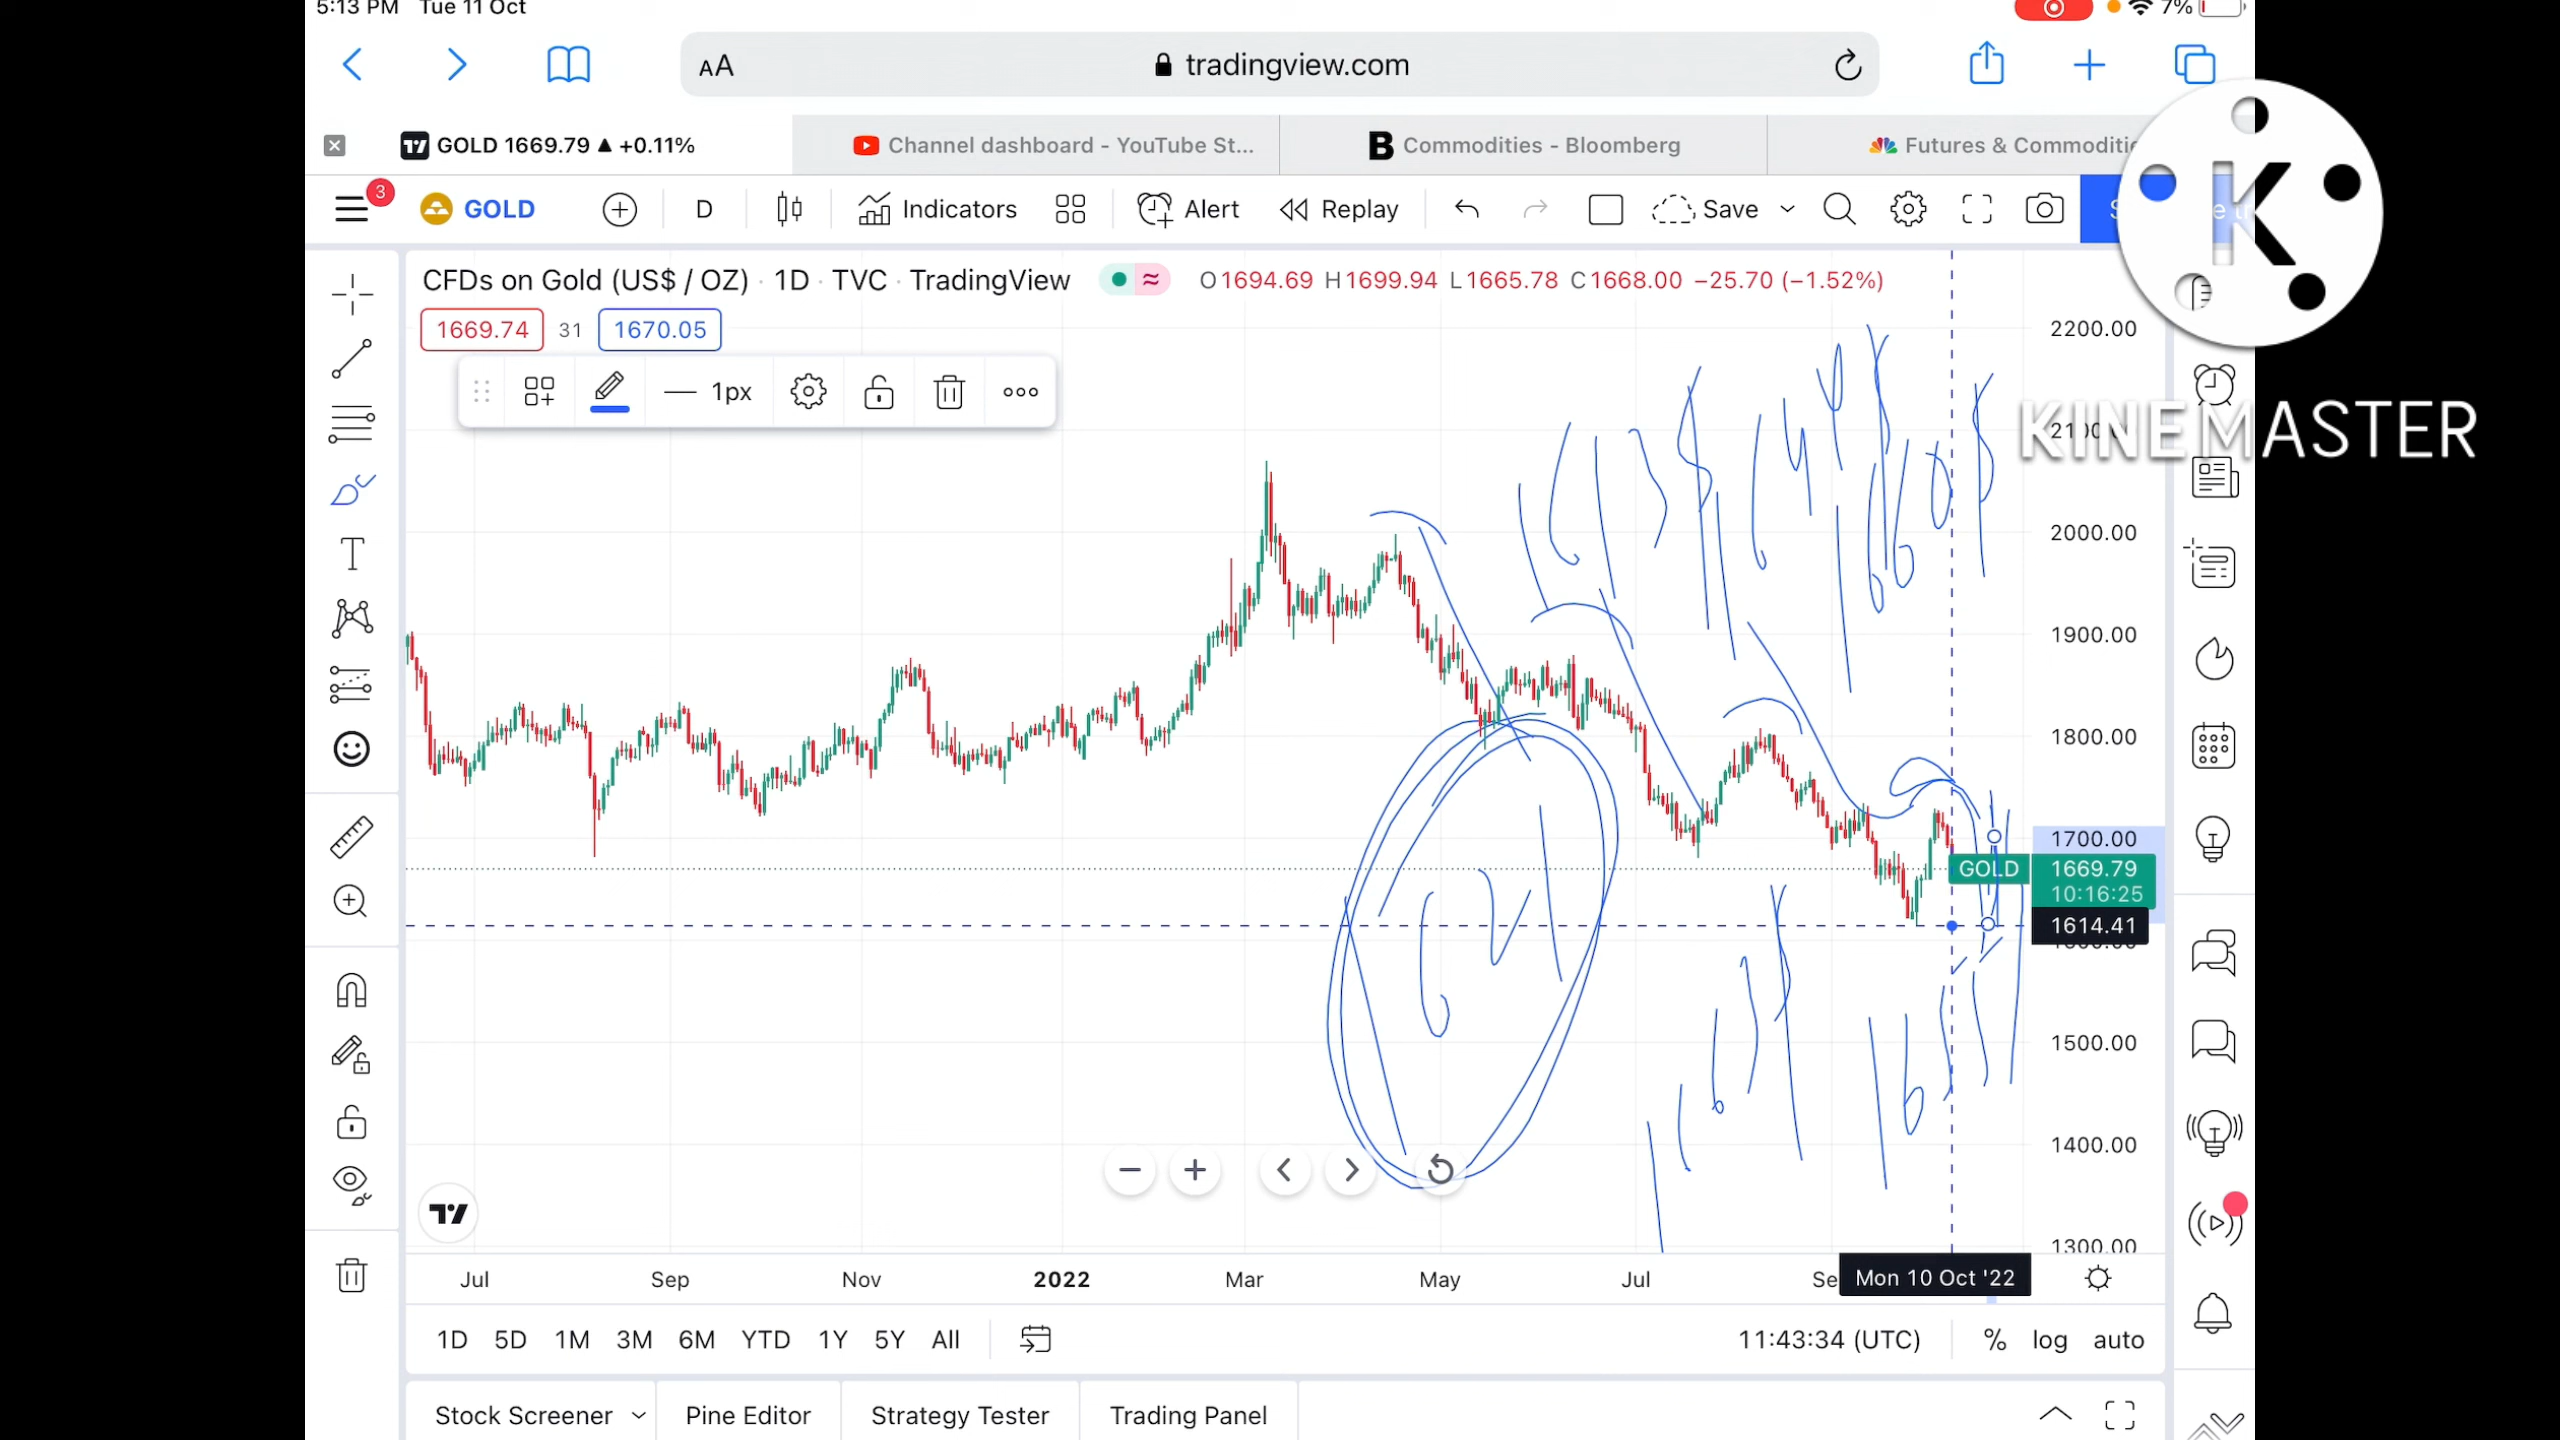 5:13 PM Tue 11 Oct 7%
AA tradingview.com
GOLD 1669.79 ▲ +0.11% Channel dashboard - YouTube St... B Commodities - Bloomberg Futures & Commoditie
3 GOLD D Indicators Alert Replay Save
K
CFDs on Gold (US$ / OZ) · 1D · TVC · TradingView O1694.69 H1699.94 L1665.78 C1668.00 −25.70 (−1.52%)
1669.74 31 1670.05
1px
KINEMASTER
2200.00
2000.00
1900.00
1800.00
1700.00
GOLD 1669.79
10:16:25
1614.41
1500.00
1400.00
1300.00
1621
Jul Sep Nov 2022 Mar May Jul Se Mon 10 Oct '22
1D 5D 1M 3M 6M YTD 1Y 5Y All 11:43:34 (UTC) % log auto
Stock Screener Pine Editor Strategy Tester Trading Panel